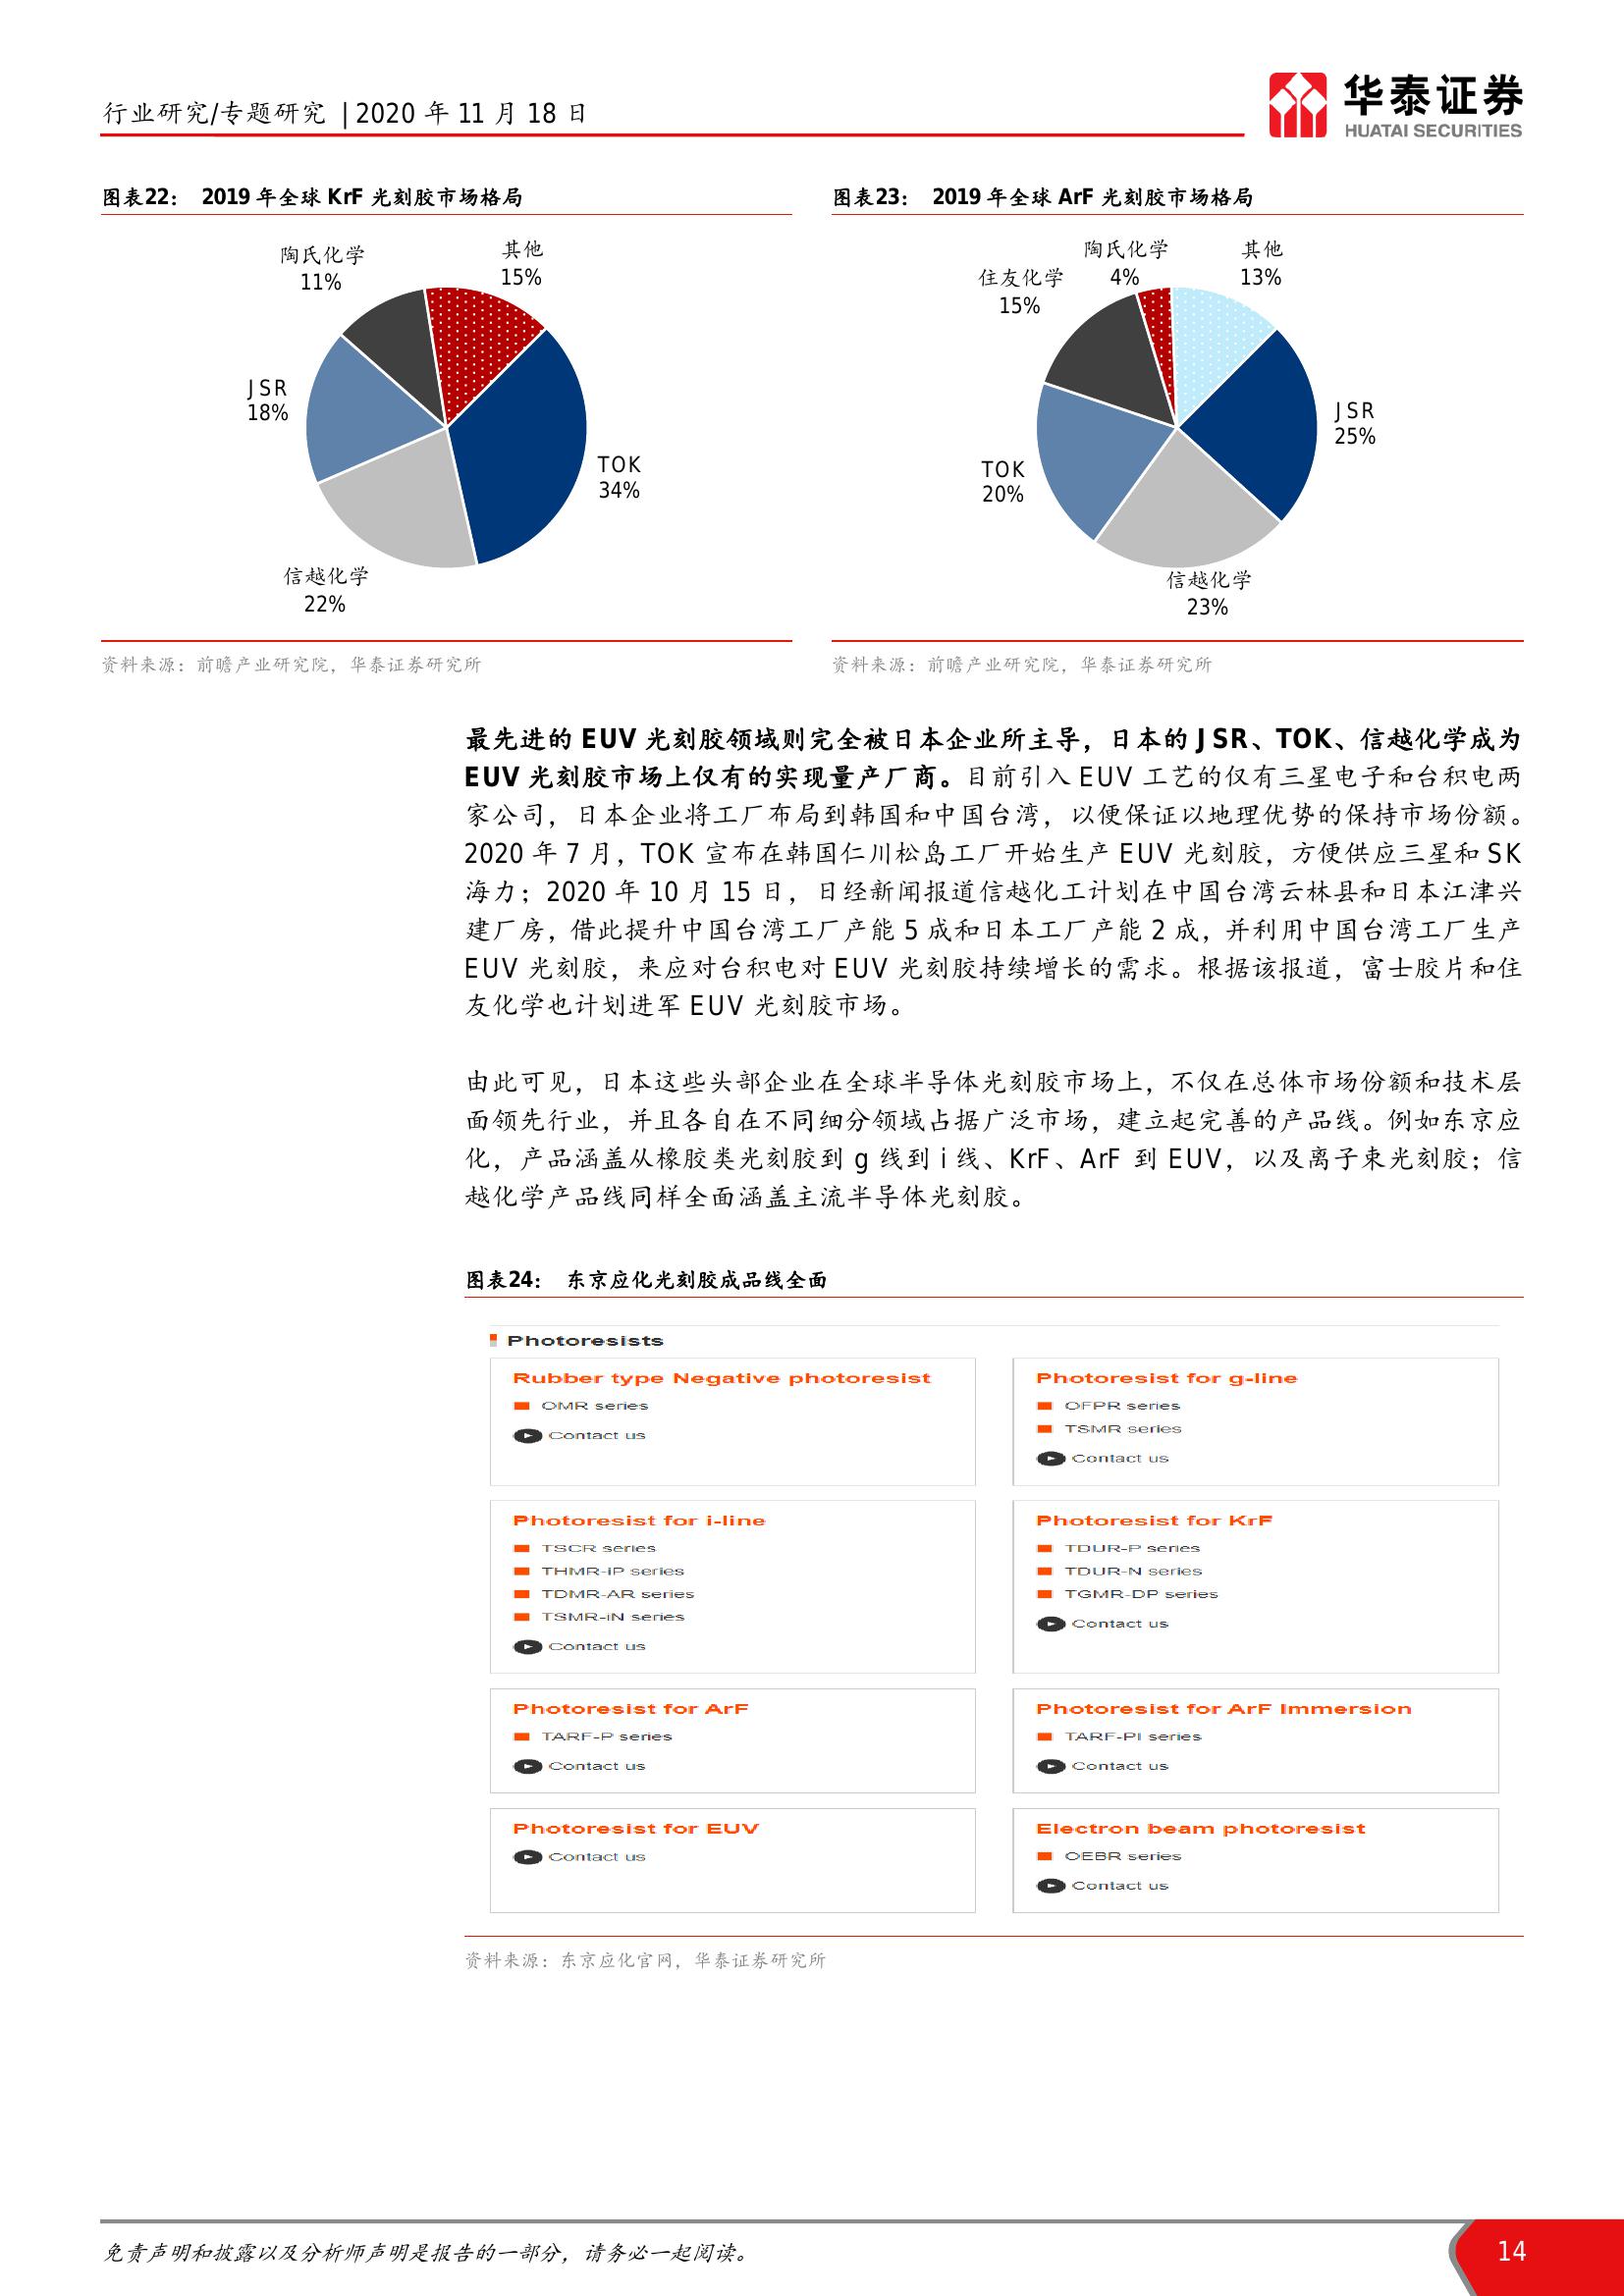 行业研究/专题研究 | 2020 年 11 月 18 日
华泰证券
HUATAI SECURITIES
图表22： 2019 年全球 KrF 光刻胶市场格局
陶氏化学
11%
其他
15%
JSR
18%
TOK
34%
信越化学
22%
资料来源：前瞻产业研究院，华泰证券研究所
图表23： 2019 年全球 ArF 光刻胶市场格局
陶氏化学
4%
其他
13%
住友化学
15%
JSR
25%
TOK
20%
信越化学
23%
资料来源：前瞻产业研究院，华泰证券研究所
最先进的 EUV 光刻胶领域则完全被日本企业所主导，日本的 JSR、TOK、信越化学成为
EUV 光刻胶市场上仅有的实现量产厂商。目前引入 EUV 工艺的仅有三星电子和台积电两
家公司，日本企业将工厂布局到韩国和中国台湾，以便保证以地理优势的保持市场份额。
2020 年 7 月，TOK 宣布在韩国仁川松岛工厂开始生产 EUV 光刻胶，方便供应三星和 SK
海力；2020 年 10 月 15 日，日经新闻报道信越化工计划在中国台湾云林县和日本江津兴
建厂房，借此提升中国台湾工厂产能 5 成和日本工厂产能 2 成，并利用中国台湾工厂生产
EUV 光刻胶，来应对台积电对 EUV 光刻胶持续增长的需求。根据该报道，富士胶片和住
友化学也计划进军 EUV 光刻胶市场。
由此可见，日本这些头部企业在全球半导体光刻胶市场上，不仅在总体市场份额和技术层
面领先行业，并且各自在不同细分领域占据广泛市场，建立起完善的产品线。例如东京应
化，产品涵盖从橡胶类光刻胶到 g 线到 i 线、KrF、ArF 到 EUV，以及离子束光刻胶；信
越化学产品线同样全面涵盖主流半导体光刻胶。
图表24： 东京应化光刻胶成品线全面
Photoresists
Rubber type Negative photoresist
OMR series
Contact us
Photoresist for g-line
OFPR series
TSMR series
Contact us
Photoresist for i-line
TSCR series
THMR-iP series
TDMR-AR series
TSMR-iN series
Contact us
Photoresist for KrF
TDUR-P series
TDUR-N series
TGMR-DP series
Contact us
Photoresist for ArF
TARF-P series
Contact us
Photoresist for ArF Immersion
TARF-PI series
Contact us
Photoresist for EUV
Contact us
Electron beam photoresist
OEBR series
Contact us
资料来源：东京应化官网，华泰证券研究所
免责声明和披露以及分析师声明是报告的一部分，请务必一起阅读。
14